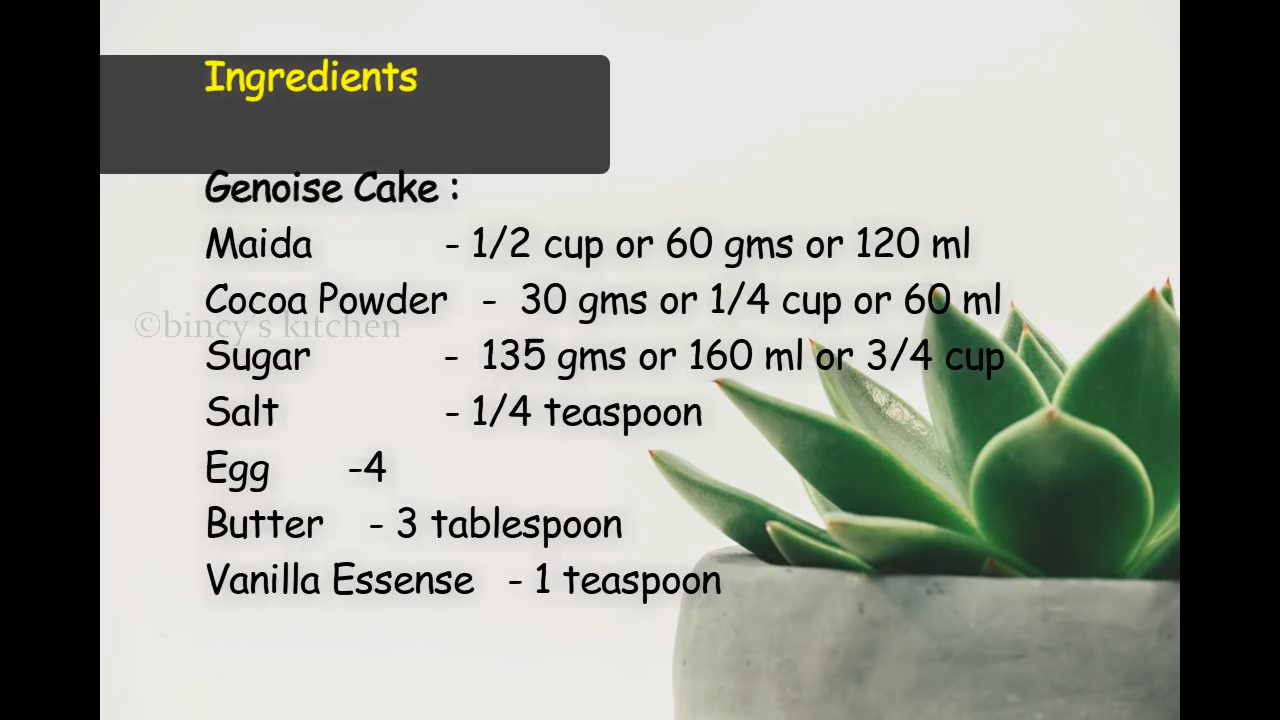 Ingredients
Genoise Cake :
Maida - 1/2 cup or 60 gms or 120 ml
Cocoa Powder - 30 gms or 1/4 cup or 60 ml
©bincy s kitchen
Sugar - 135 gms or 160 ml or 3/4 cup
Salt - 1/4 teaspoon
Egg -4
Butter - 3 tablespoon
Vanilla Essense - 1 teaspoon